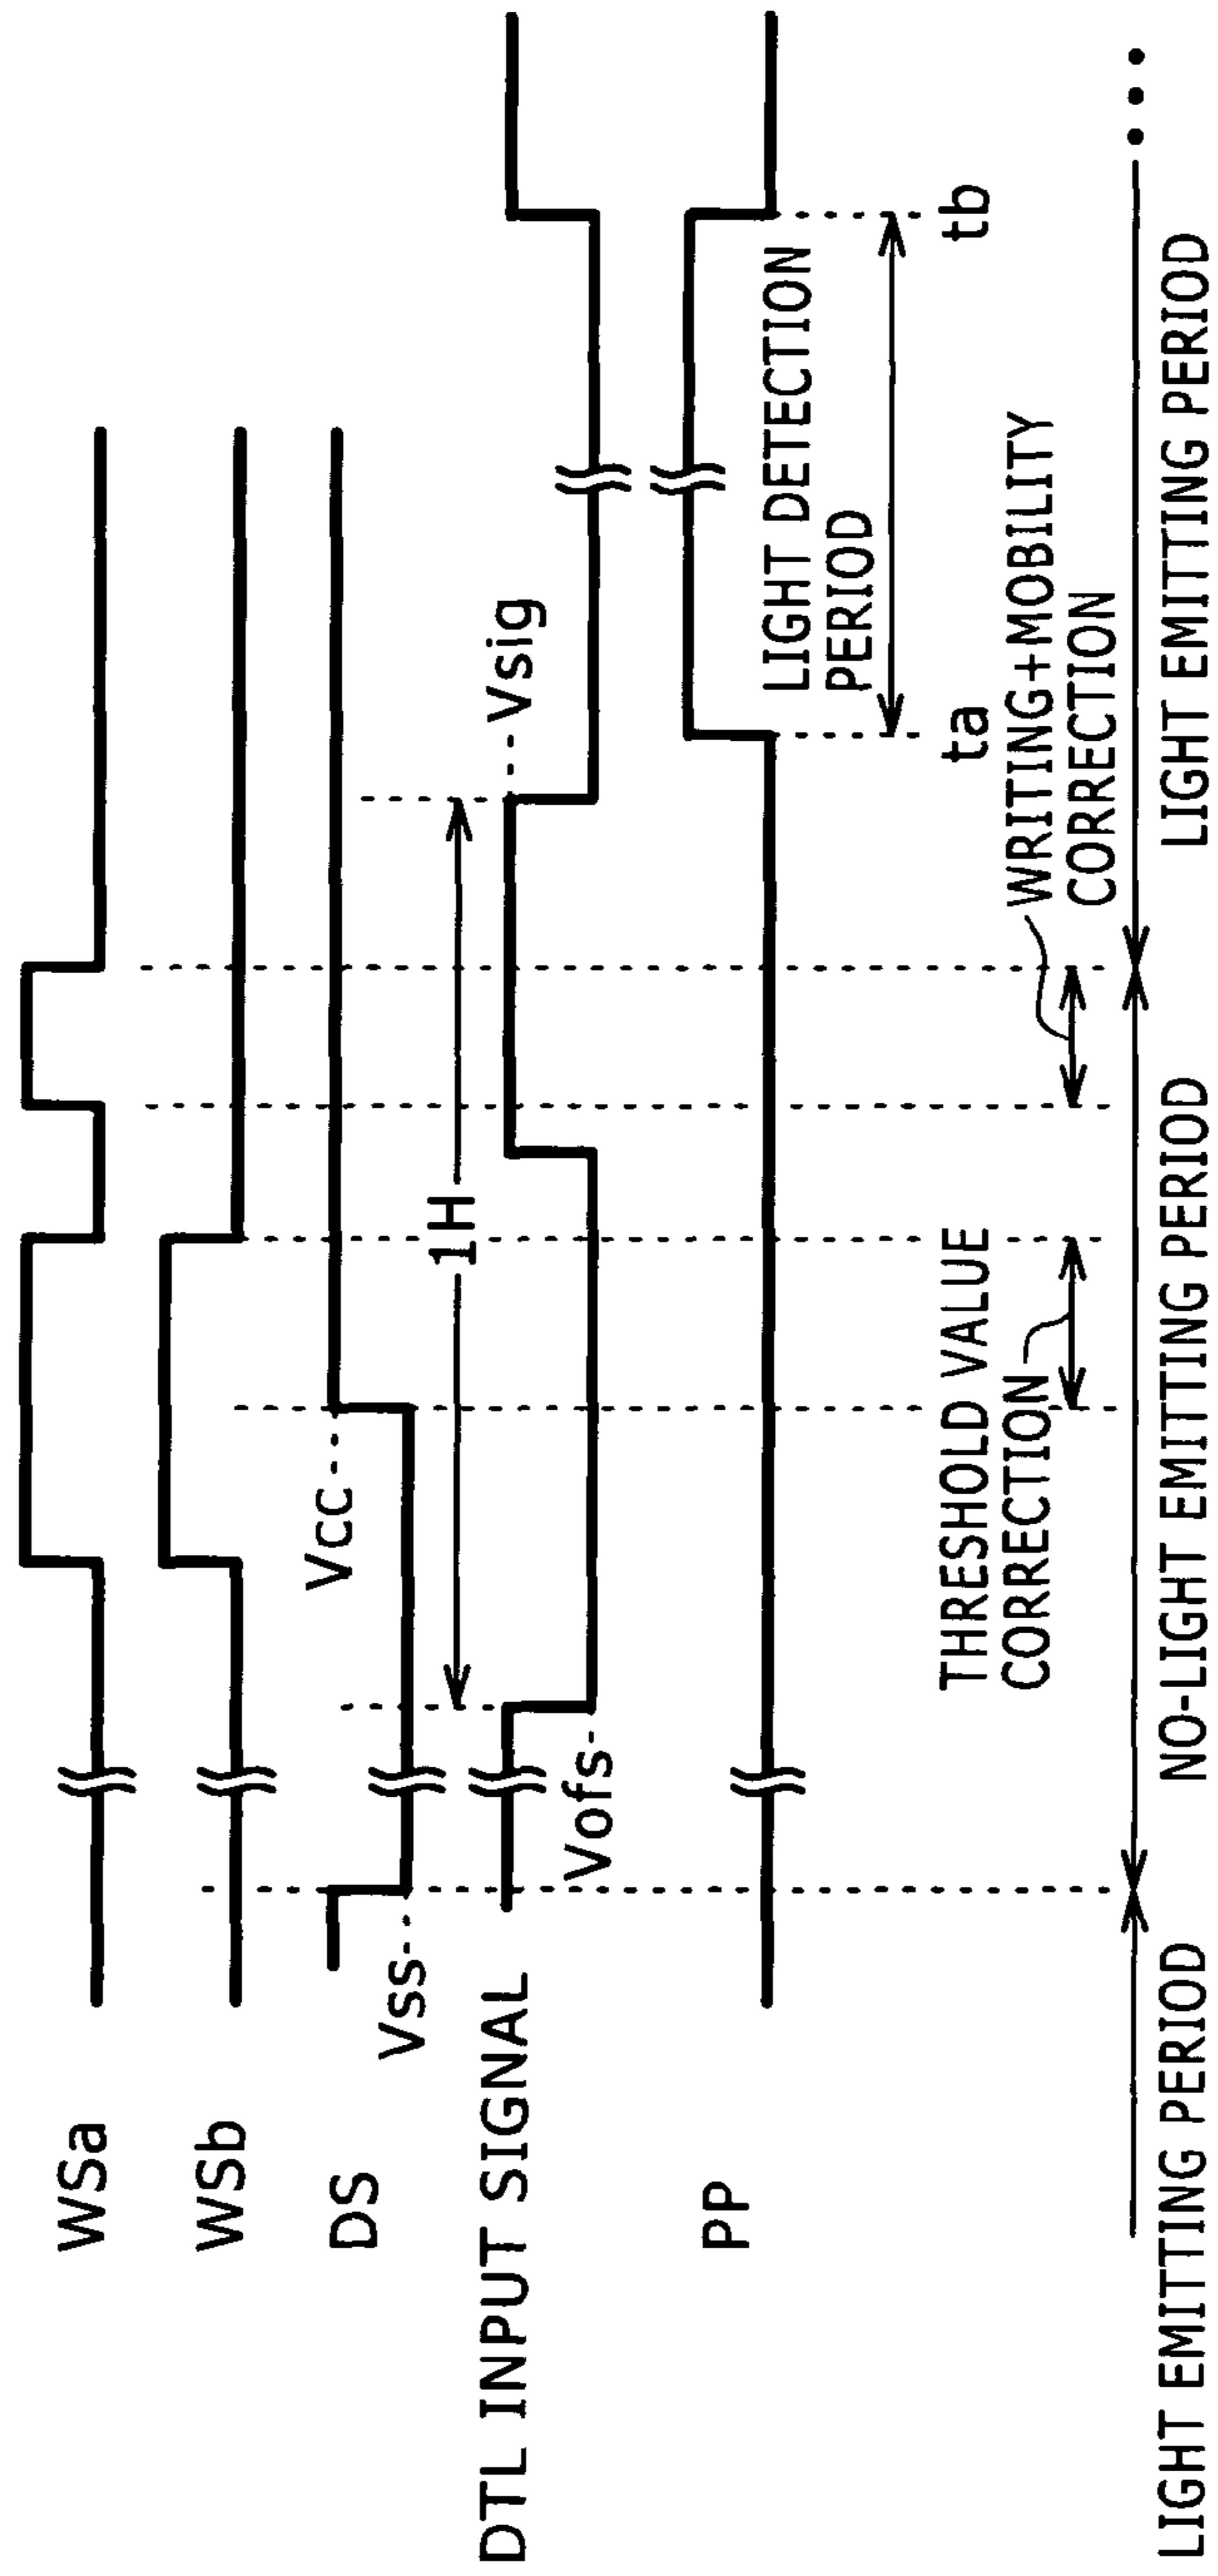 WSa
WSb
DS
Vcc
Vss
1H
DTL INPUT SIGNAL
Vsig
Vofs
PP
LIGHT DETECTION
PERIOD
ta
tb
THRESHOLD VALUE
CORRECTION
WRITING+MOBILITY
CORRECTION
LIGHT EMITTING PERIOD
NO-LIGHT EMITTING PERIOD
LIGHT EMITTING PERIOD